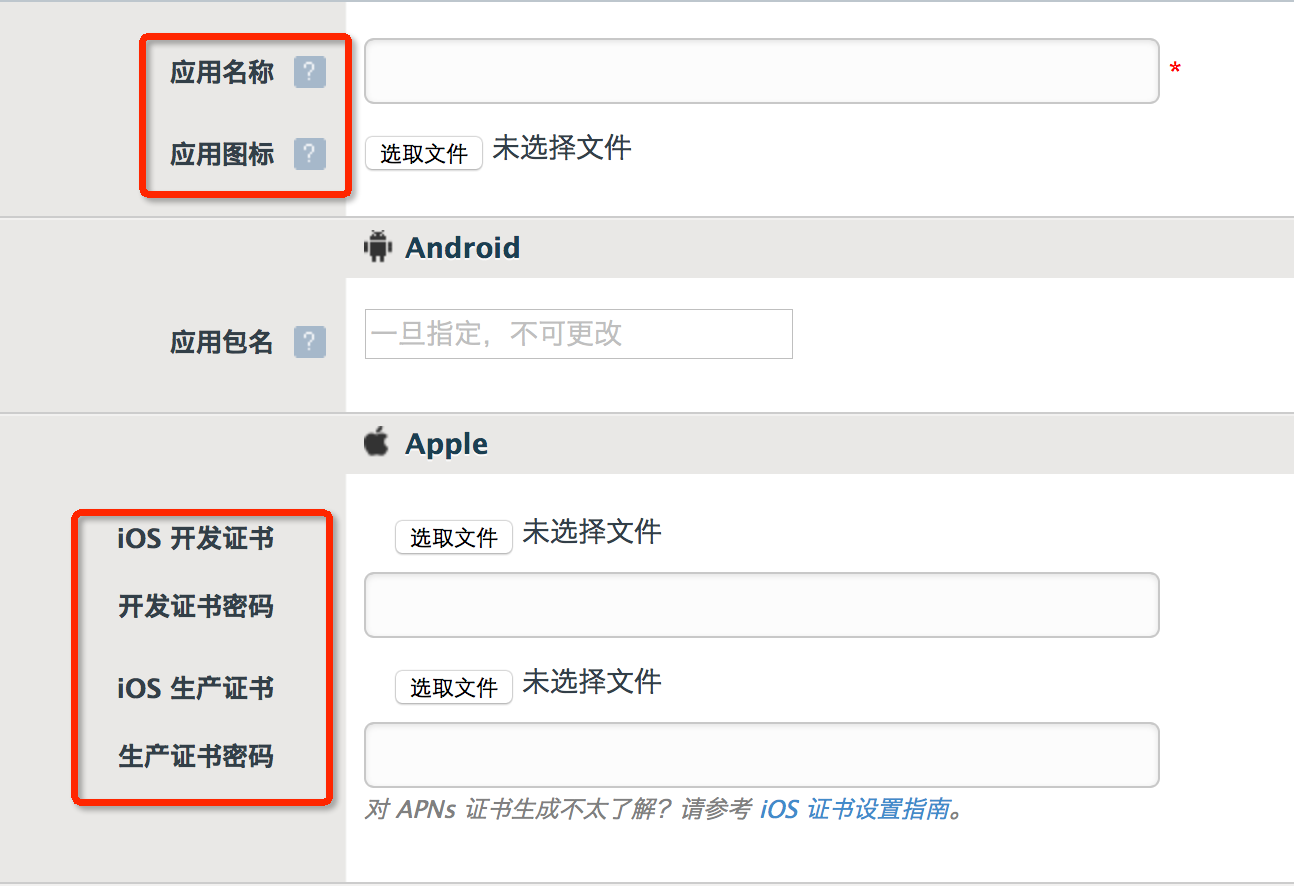 应用名称 ? *
应用图标 ? 选取文件 未选择文件
Android
应用包名 ? 一旦指定，不可更改
Apple
iOS 开发证书 选取文件 未选择文件
开发证书密码
iOS 生产证书 选取文件 未选择文件
生产证书密码
对 APNs 证书生成不太了解？请参考 iOS 证书设置指南。